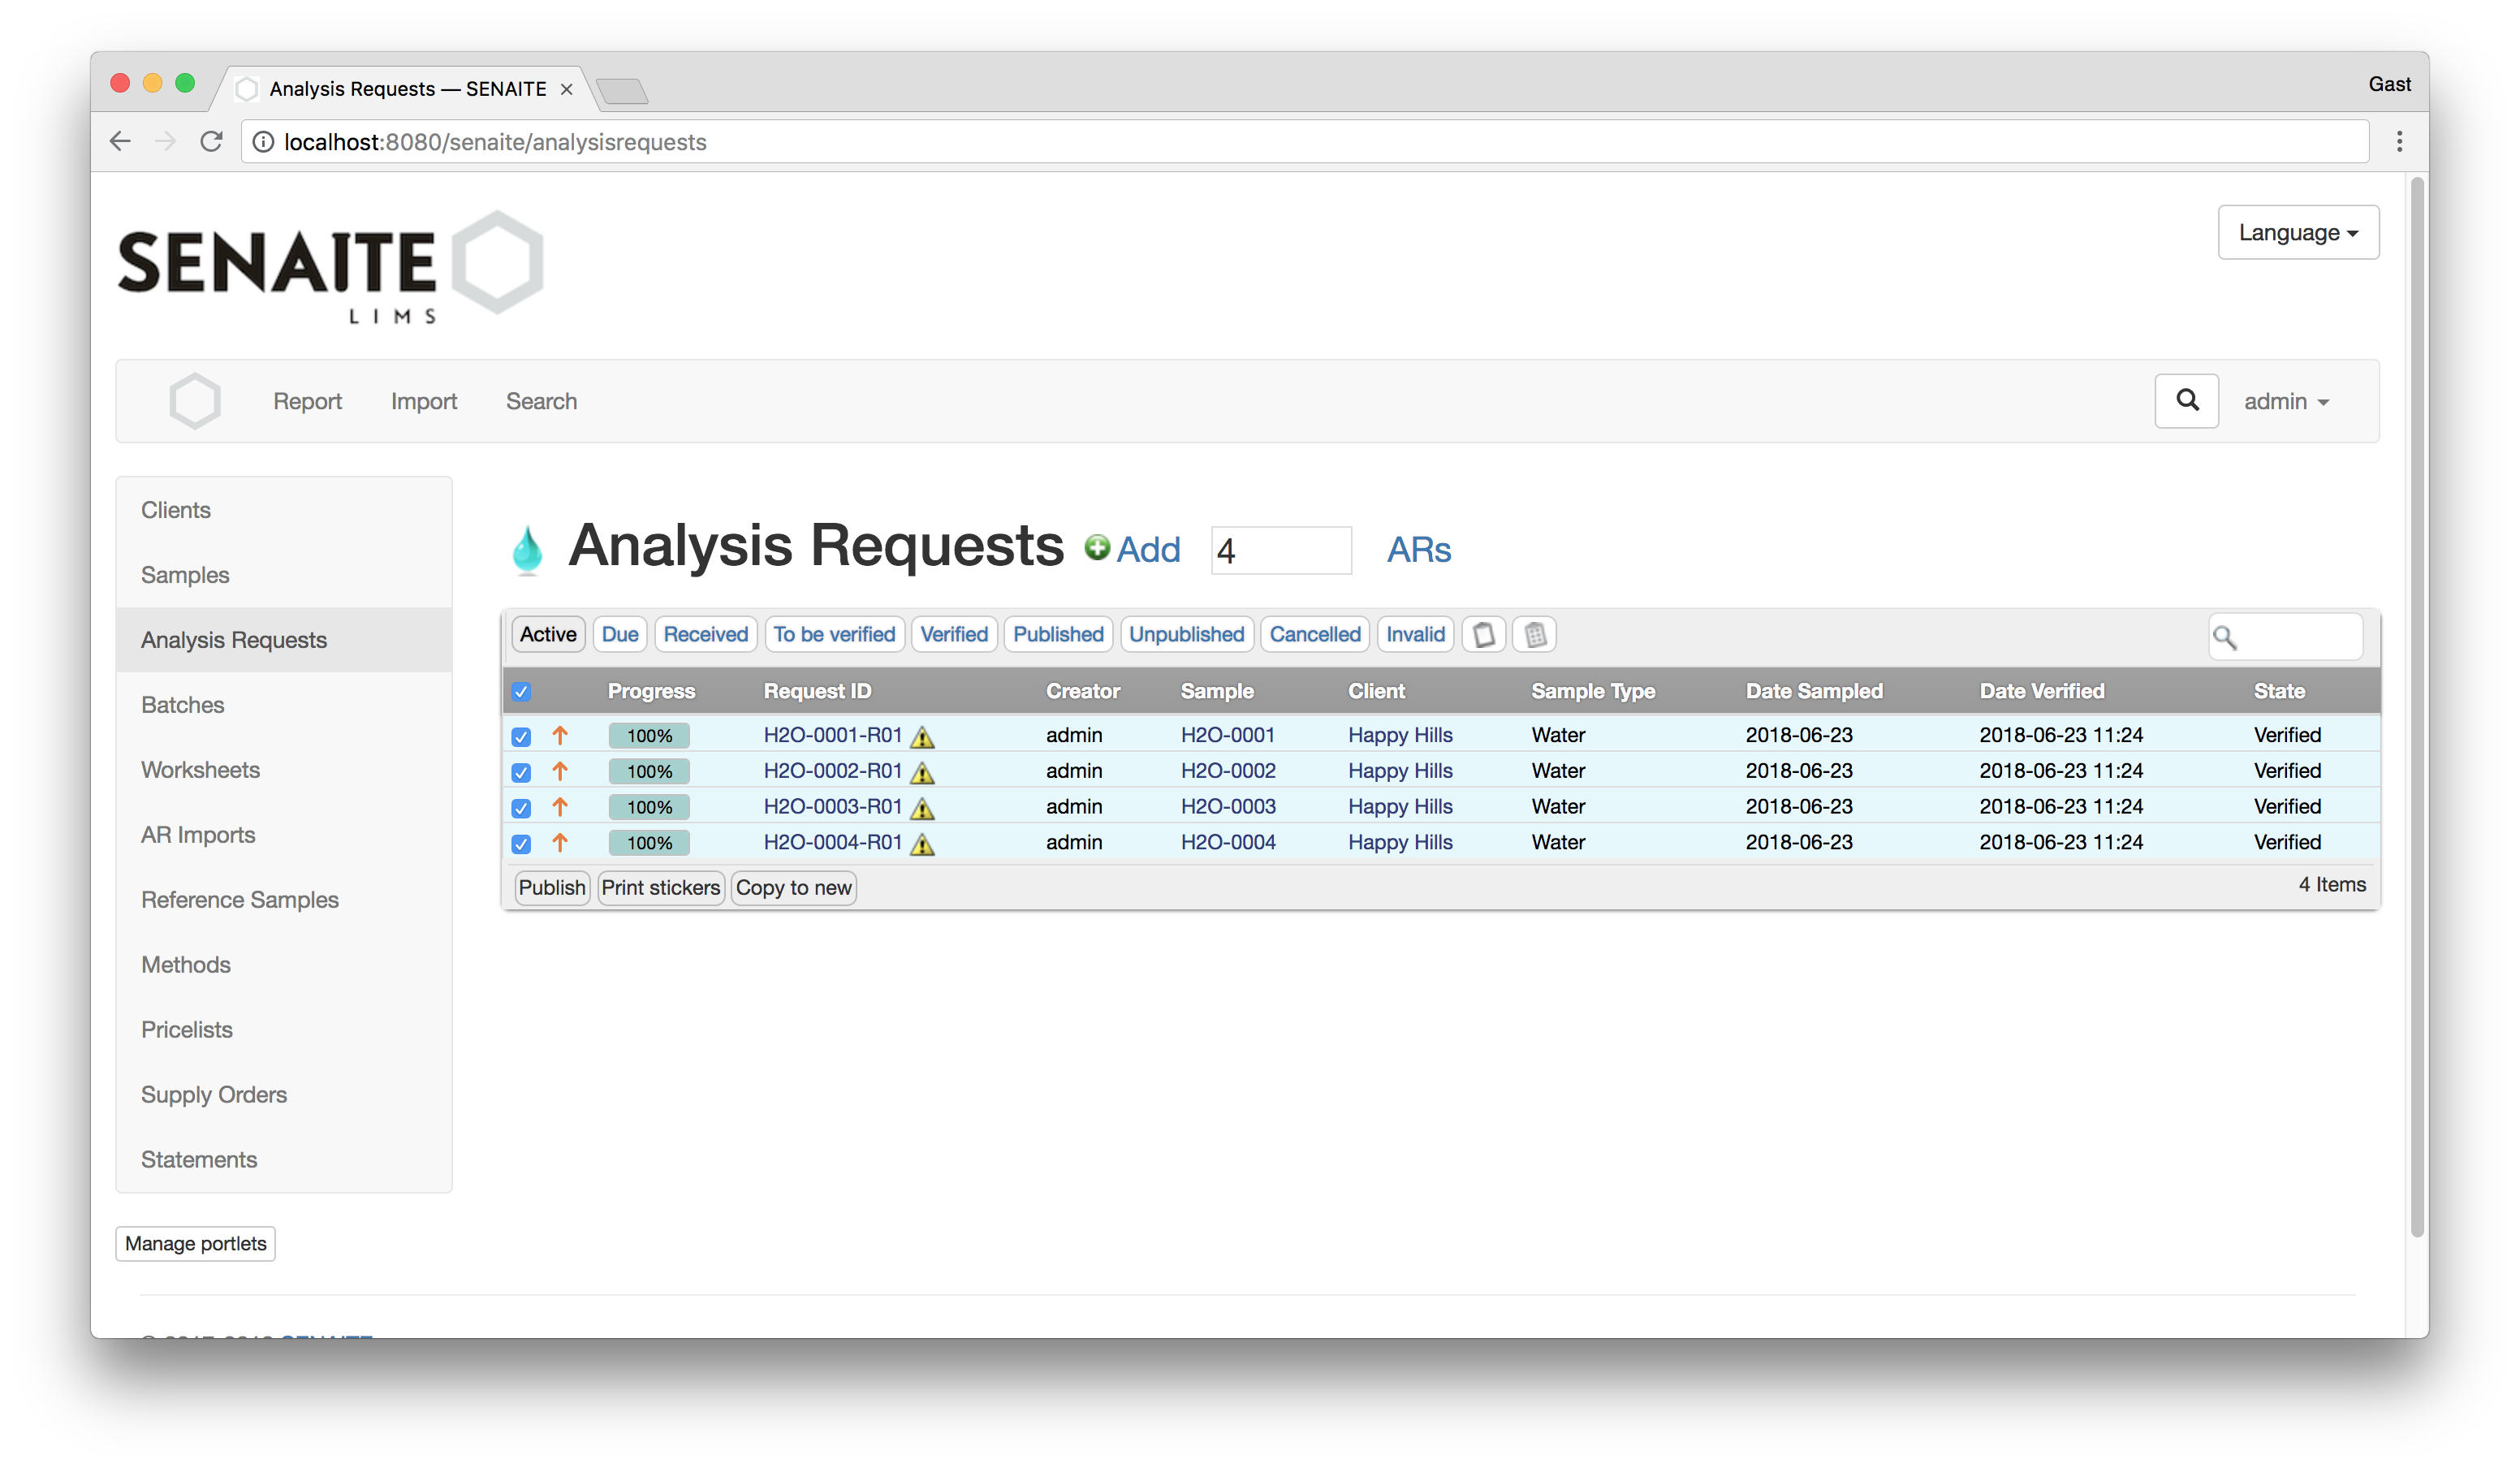 Analysis Requests — SENAITE
Gast
localhost:8080/senaite/analysisrequests
SENAITE
LIMS
Language
Report Import Search
admin
Clients
Samples
Analysis Requests
Batches
Worksheets
AR Imports
Reference Samples
Methods
Pricelists
Supply Orders
Statements
Manage portlets
Analysis Requests Add 4 ARs
Active Due Received To be verified Verified Published Unpublished Cancelled Invalid
Progress Request ID Creator Sample Client Sample Type Date Sampled Date Verified State
100% H2O-0001-R01 admin H2O-0001 Happy Hills Water 2018-06-23 2018-06-23 11:24 Verified
100% H2O-0002-R01 admin H2O-0002 Happy Hills Water 2018-06-23 2018-06-23 11:24 Verified
100% H2O-0003-R01 admin H2O-0003 Happy Hills Water 2018-06-23 2018-06-23 11:24 Verified
100% H2O-0004-R01 admin H2O-0004 Happy Hills Water 2018-06-23 2018-06-23 11:24 Verified
Publish Print stickers Copy to new
4 Items